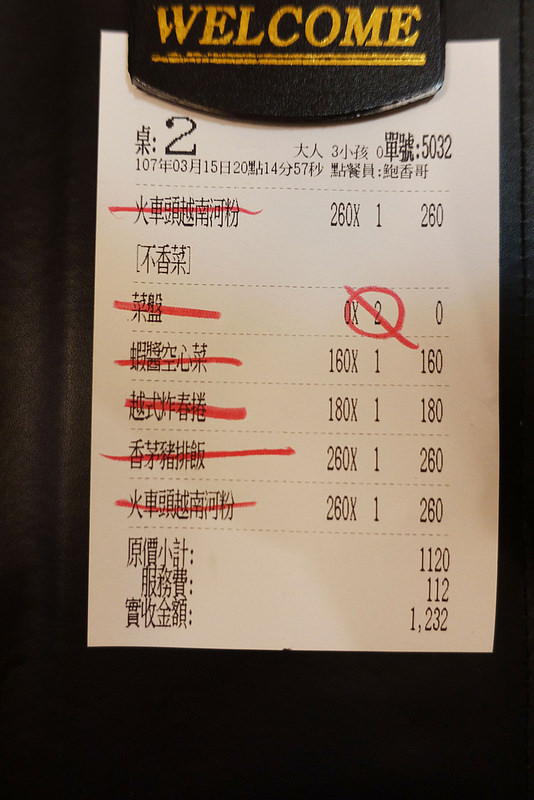 WELCOME
桌:2 大人 3小孩 0單號:5032
107年03月15日20點14分57秒 點餐員:鮑香哥
火車頭越南河粉 260X 1 260
[不香菜]
菜盤 0X 2 0
蝦醬空心菜 160X 1 160
越式炸春捲 180X 1 180
香茅豬排飯 260X 1 260
火車頭越南河粉 260X 1 260
原價小計: 1120
服務費: 112
實收金額: 1,232